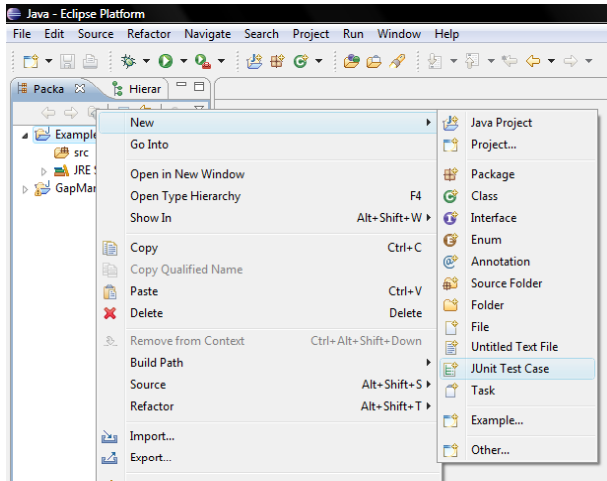 Java - Eclipse Platform
File Edit Source Refactor Navigate Search Project Run Window Help
Packa Hierar
Example
src
JRE
GapMar
New
Go Into
Open in New Window
Open Type Hierarchy F4
Show In Alt+Shift+W
Copy Ctrl+C
Copy Qualified Name
Paste Ctrl+V
Delete Delete
Remove from Context Ctrl+Alt+Shift+Down
Build Path
Source Alt+Shift+S
Refactor Alt+Shift+T
Import...
Export...
Java Project
Project...
Package
Class
Interface
Enum
Annotation
Source Folder
Folder
File
Untitled Text File
JUnit Test Case
Task
Example...
Other...